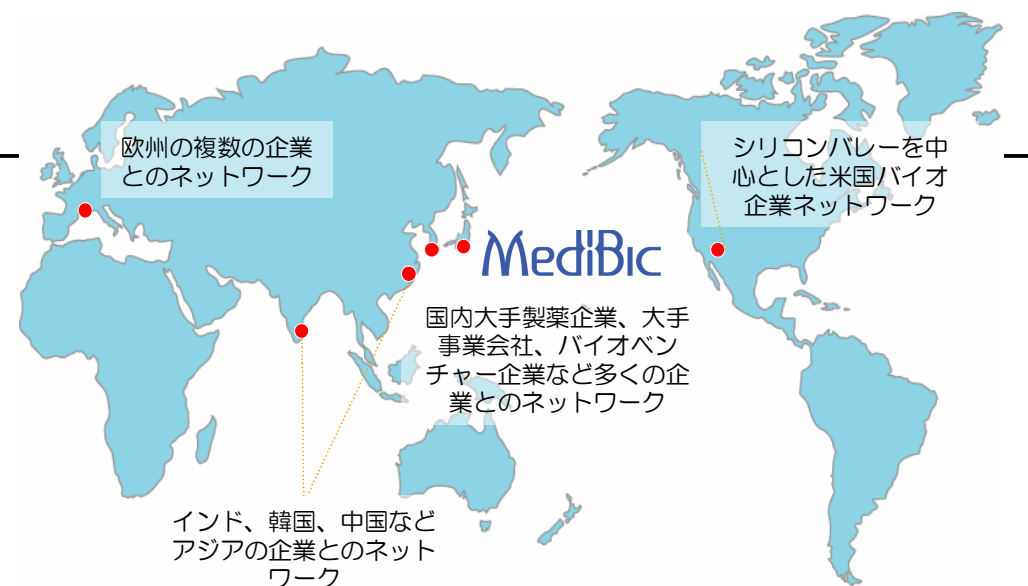 欧州の複数の企業
とのネットワーク
シリコンバレーを中
心とした米国バイオ
企業ネットワーク
MediBic
国内大手製薬企業、大手
事業会社、バイオベン
チャー企業など多くの企
業とのネットワーク
インド、韓国、中国など
アジアの企業とのネット
ワーク